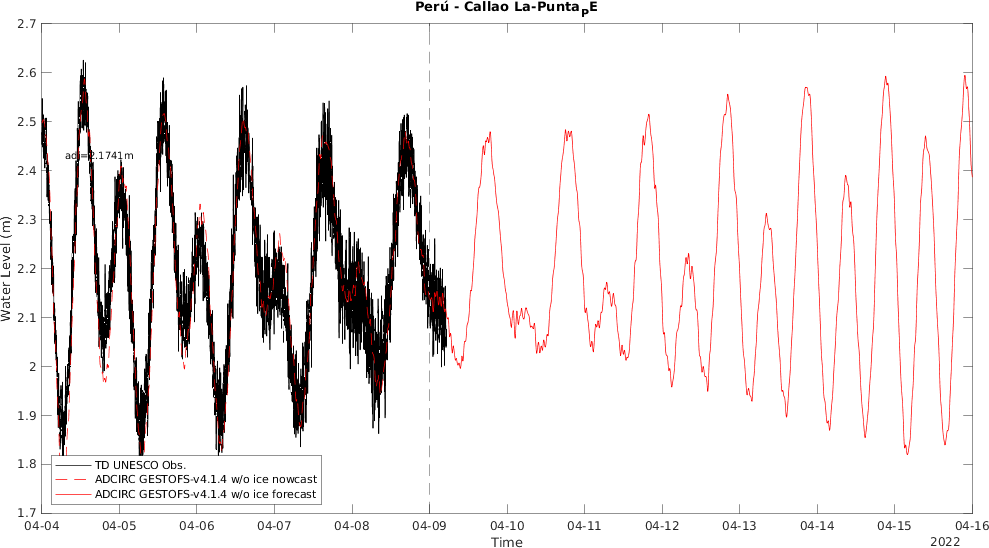 Perú - Callao La-Punta_PE
2.7
2.6
2.5
adj=2.1741m
2.4
2.3
Water Level (m)
2.2
2.1
2
1.9
1.8
TD UNESCO Obs.
ADCIRC GESTOFS-v4.1.4 w/o ice nowcast
ADCIRC GESTOFS-v4.1.4 w/o ice forecast
1.7
04-04 04-05 04-06 04-07 04-08 04-09 04-10 04-11 04-12 04-13 04-14 04-15 04-16
Time
2022